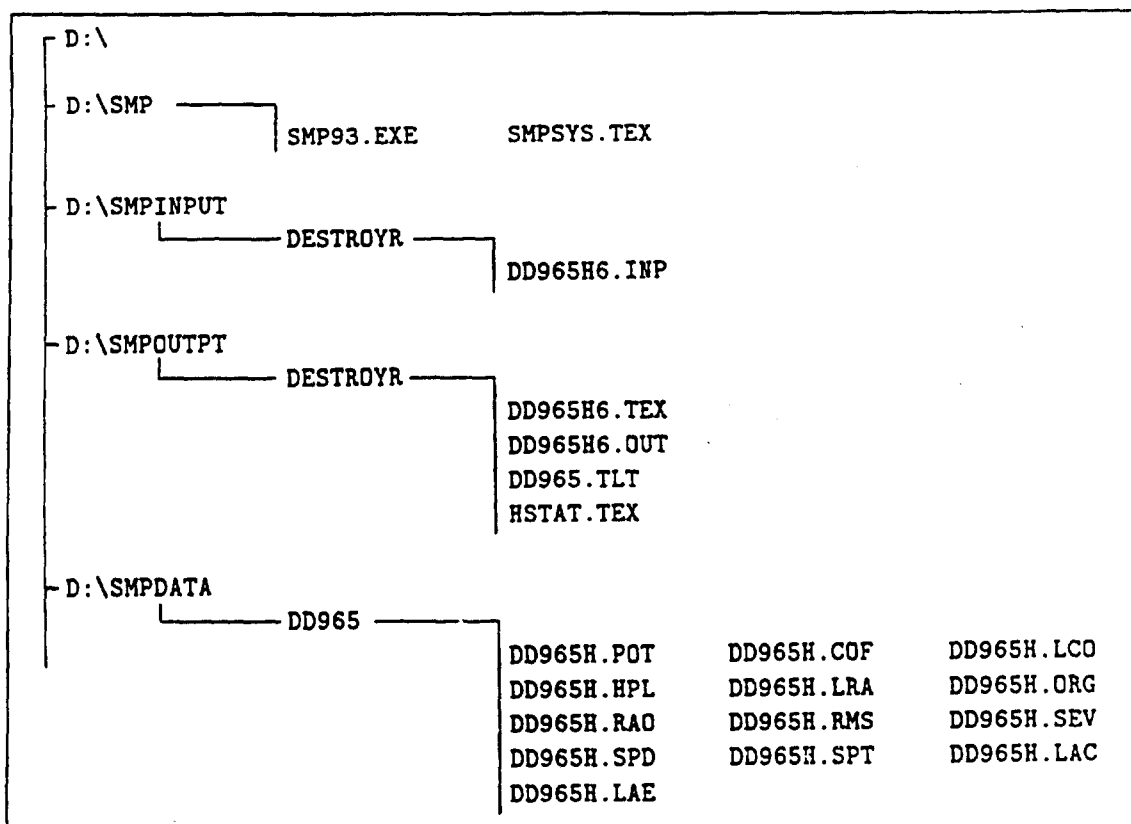 D:\
D:\SMP
SMP93.EXE SMPSYS.TEX
D:\SMPINPUT
DESTROYR
DD965H6.INP
D:\SMPOUTPT
DESTROYR
DD965H6.TEX
DD965H6.OUT
DD965.TLT
HSTAT.TEX
D:\SMPDATA
DD965
DD965H.POT DD965H.COF DD965H.LCO
DD965H.HPL DD965H.LRA DD965H.ORG
DD965H.RAO DD965H.RMS DD965H.SEV
DD965H.SPD DD965H.SPT DD965H.LAC
DD965H.LAE